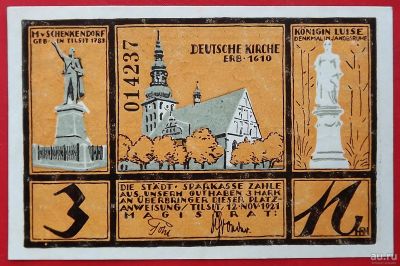 M.v SCHENKENDORF
GEB. IN TILSIT 1783
014237
DEUTSCHE KIRCHE
ERB • 1610
KÖNIGIN LUISE
DENKMAL IN JAKOBSRUHE
3
DIE STÄDT. SPARKASSE ZAHLE
AUS UNSERM GUTHABEN 3 MARK
AN ÜBERBRINGER DIESER PLATZ-
ANWEISUNG / TILSIT, 12. NOV. 1921
MAGISTRAT:
au.ru